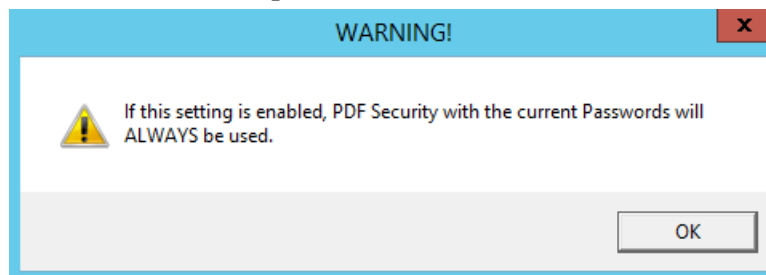 WARNING!
x
If this setting is enabled, PDF Security with the current Passwords will
ALWAYS be used.
OK